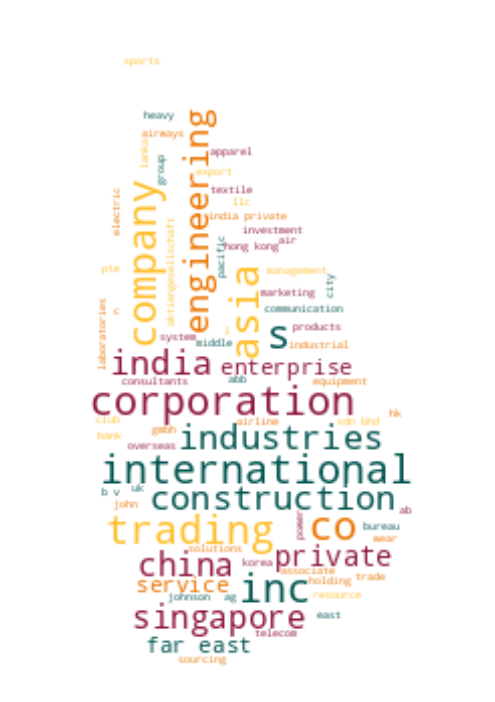 sports
heavy
engineering
airways
lanka
group
apparel
export
company
textile
electric
llc
india private
aktiengesellschaft
investment
air
hong kong
pacific
pte
asia
management
city
marketing
laboratories
c
communication
s
products
l
system
middle
industrial
india
enterprise
consultants
abb
equipment
corporation
hk
club
airline
sdn bhd
gmbh
bank
industries
overseas
international
b v
uk
construction
john
ab
trading
power
co
bureau
wear
solutions
private
china
korea
associate
service
holding
trade
inc
johnson
ag
resource
singapore
east
telecom
far east
sourcing